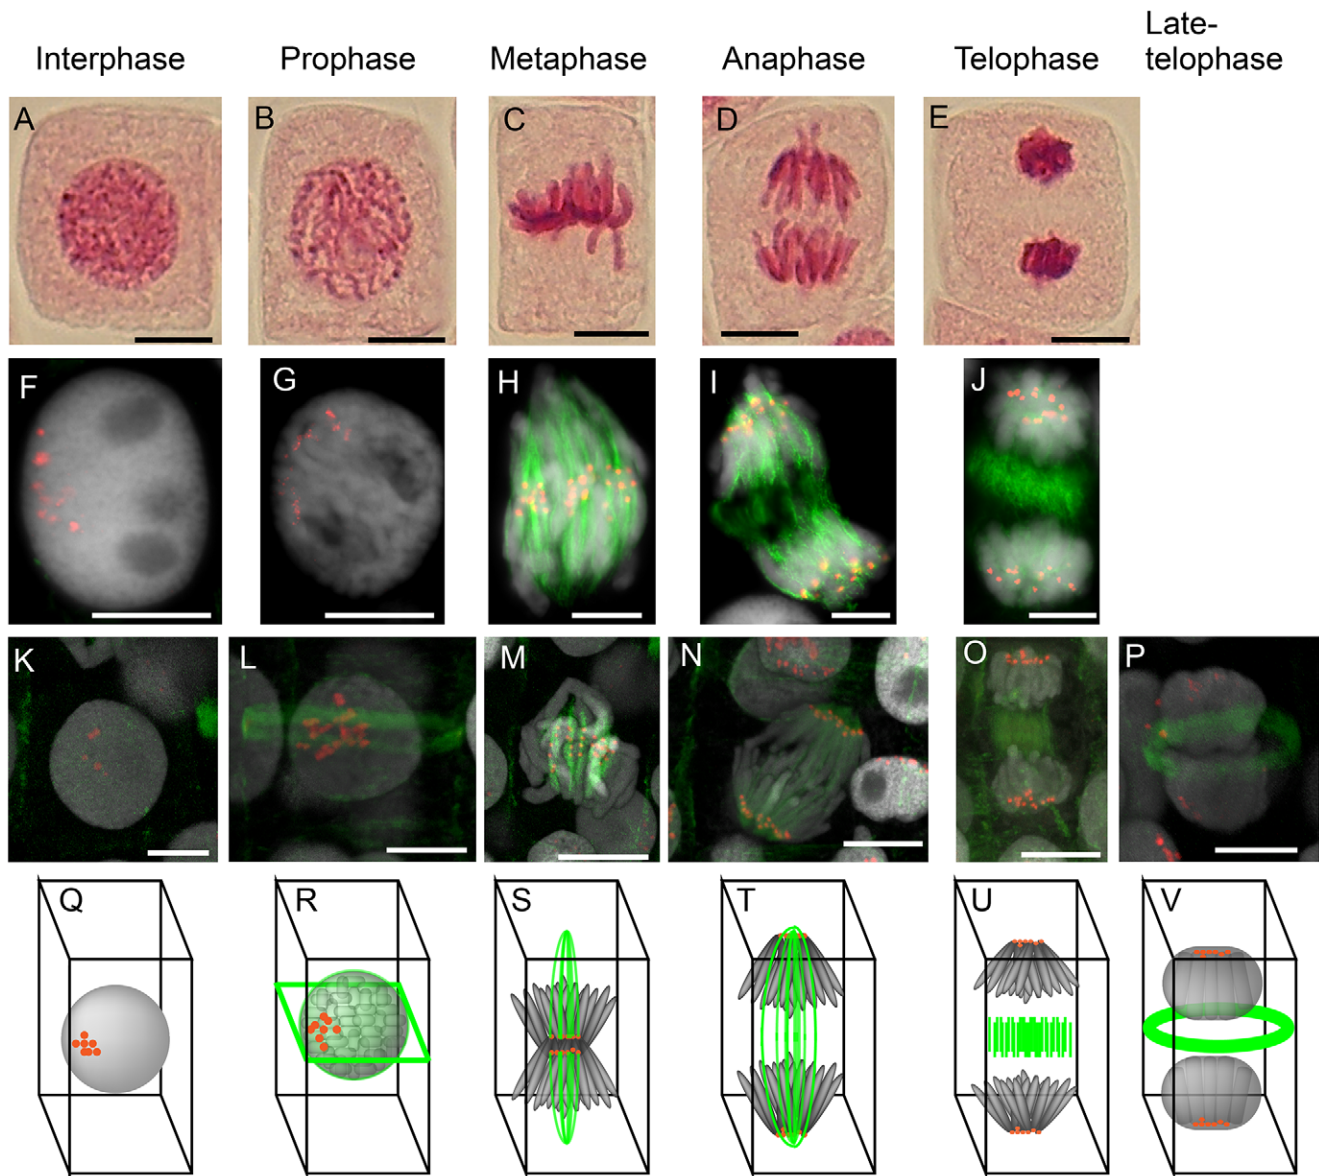 Interphase
Prophase
Metaphase
Anaphase
Telophase
Late-
telophase
A
B
C
D
E
F
G
H
I
J
K
L
M
N
O
P
Q
R
S
T
U
V